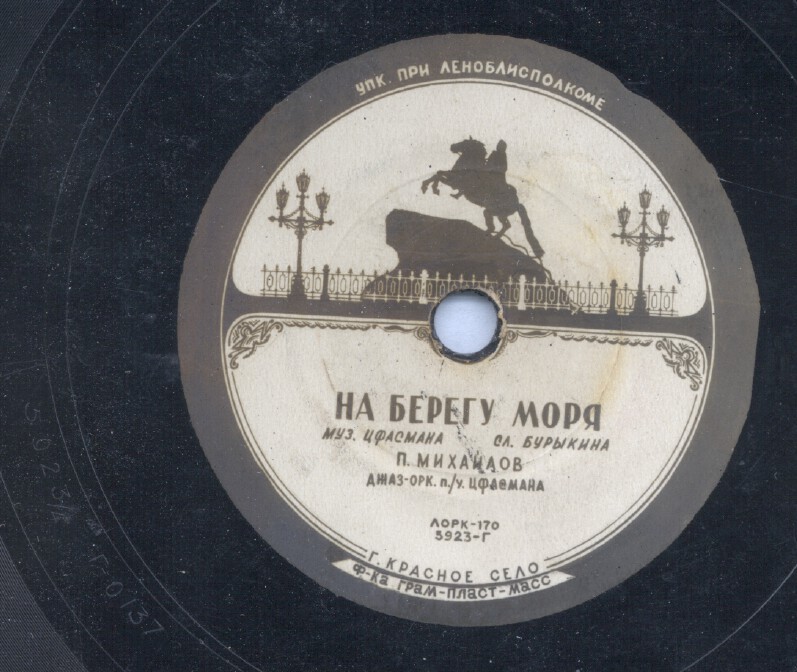 УПК. ПРИ ЛЕНОБЛИСПОЛКОМЕ
НА БЕРЕГУ МОРЯ
МУЗ. ЦФАСМАНА СЛ. БУРЫКИНА
П. МИХАЙЛОВ
ДЖАЗ-ОРК. П/У. ЦФАСМАНА
ЛОРК-170
5923-Г
Г. КРАСНОЕ СЕЛО
Ф-КА ГРАМ-ПЛАСТ-МАСС